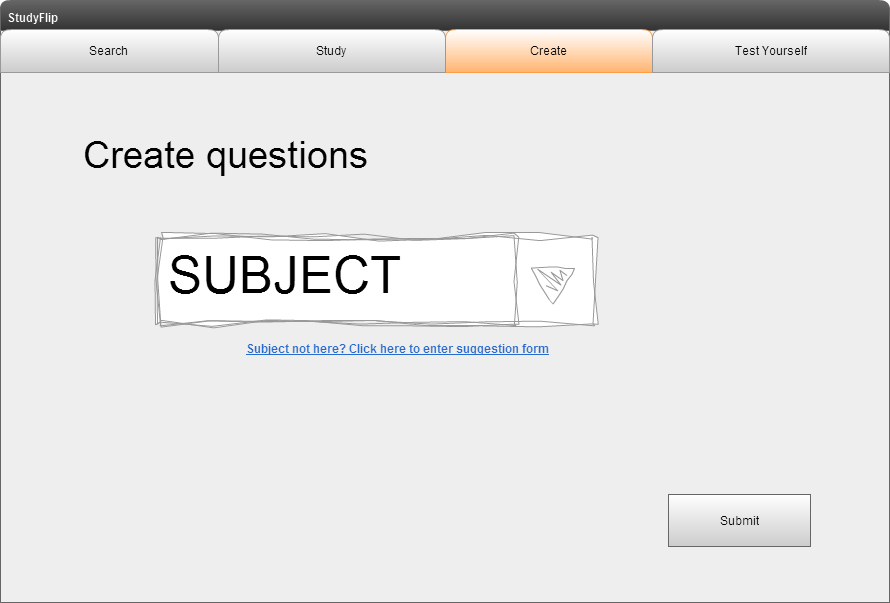 StudyFlip
Search Study Create Test Yourself
Create questions
SUBJECT
Subject not here? Click here to enter suggestion form
Submit